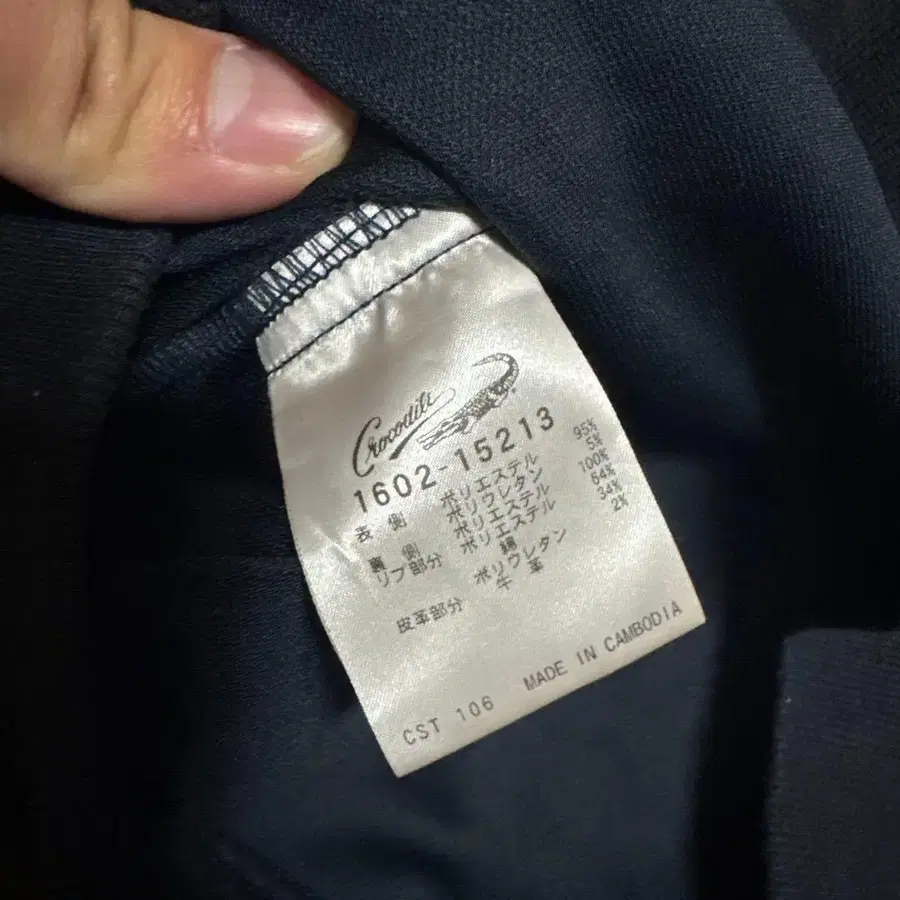 Crocodile
1602-15213
表 側 ポリエステル 95%
ポリウレタン 5%
裏 側 ポリエステル 100%
リブ部分 ポリエステル 64%
綿 34%
ポリウレタン 2%
皮革部分 牛 革
CST 106 MADE IN CAMBODIA